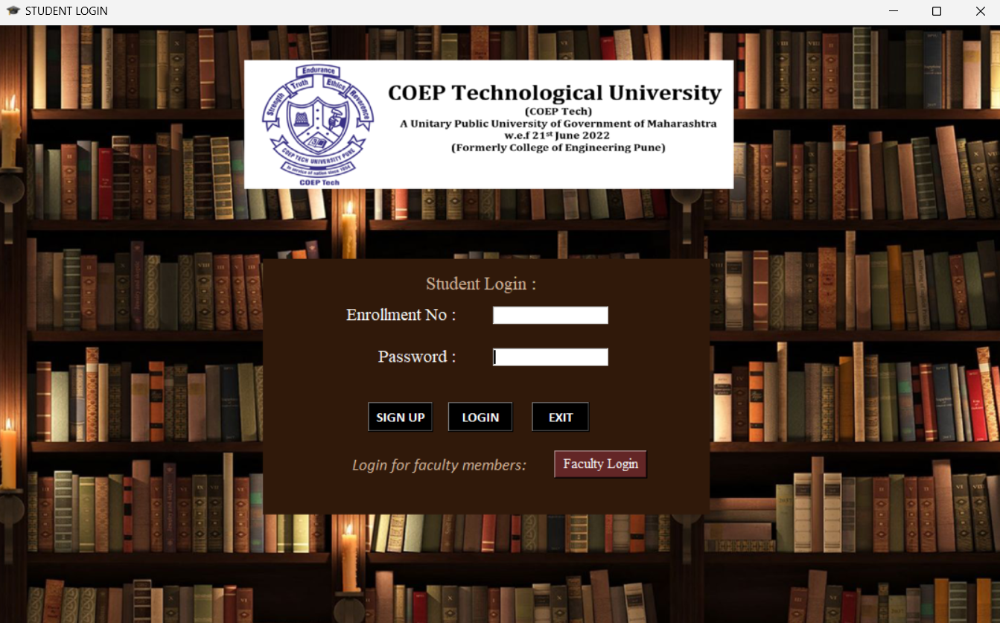 STUDENT LOGIN
Endurance
Truth
Ethics
Strength
Reverence
COEP TECH UNIVERSITY PUNE
In service of nation since 1854
COEP Tech
COEP Technological University
(COEP Tech)
A Unitary Public University of Government of Maharashtra
w.e.f 21st June 2022
(Formerly College of Engineering Pune)
Student Login :
Enrollment No :
Password :
SIGN UP LOGIN EXIT
Login for faculty members: Faculty Login